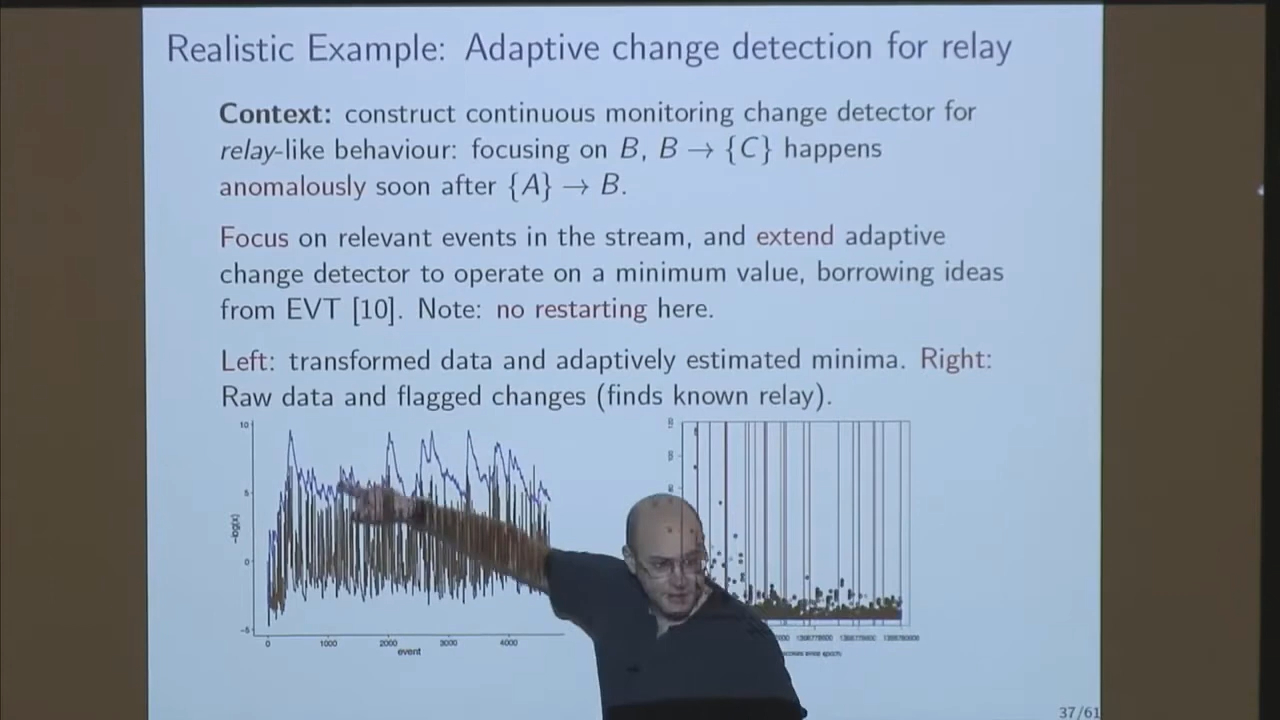 Realistic Example: Adaptive change detection for relay
Context: construct continuous monitoring change detector for
relay-like behaviour: focusing on B, B → {C} happens
anomalously soon after {A} → B.
Focus on relevant events in the stream, and extend adaptive
change detector to operate on a minimum value, borrowing ideas
from EVT [10]. Note: no restarting here.
Left: transformed data and adaptively estimated minima. Right:
Raw data and flagged changes (finds known relay).
10
5
0
−5
−log(x)
0 1000 2000 3000 4000
event
37/61